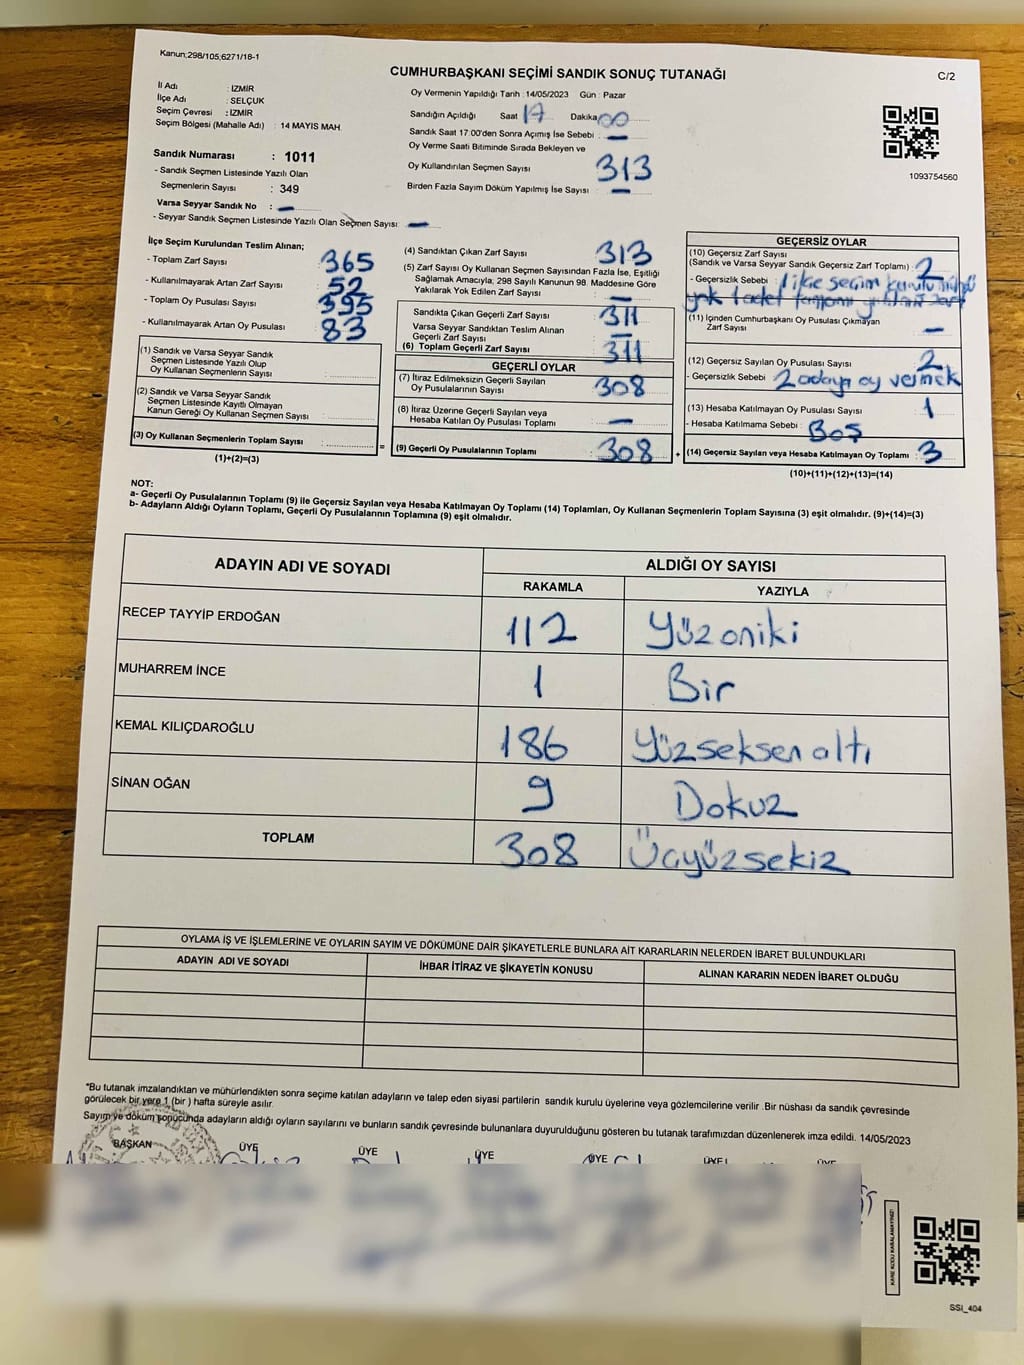 Kanun;298/105;6271/18-1
CUMHURBAŞKANI SEÇİMİ SANDIK SONUÇ TUTANAĞI
C/2
İl Adı : İZMİR
İlçe Adı : SELÇUK
Seçim Çevresi : İZMİR
Seçim Bölgesi (Mahalle Adı) : 14 MAYIS MAH.
Sandık Numarası : 1011
- Sandık Seçmen Listesinde Yazılı Olan
Seçmenlerin Sayısı : 349
Varsa Seyyar Sandık No : -
- Seyyar Sandık Seçmen Listesinde Yazılı Olan Seçmen Sayısı: -
Oy Vermenin Yapıldığı Tarih : 14/05/2023 Gün : Pazar
Sandığın Açıldığı Saat 17 Dakika 00
Sandık Saat 17:00'den Sonra Açımış İse Sebebi : -
Oy Verme Saati Bitiminde Sırada Bekleyen ve
Oy Kullandırılan Seçmen Sayısı 313
Birden Fazla Sayım Döküm Yapılmış İse Sayısı : -
1093754560
İlçe Seçim Kurulundan Teslim Alınan;
- Toplam Zarf Sayısı : 365
- Kullanılmayarak Artan Zarf Sayısı : 52
- Toplam Oy Pusulası Sayısı : 395
- Kullanılmayarak Artan Oy Pusulası : 83
(1) Sandık ve Varsa Seyyar Sandık
Seçmen Listesinde Yazılı Olup
Oy Kullanan Seçmenlerin Sayısı :
(2) Sandık ve Varsa Seyyar Sandık
Seçmen Listesinde Kayıtlı Olmayan
Kanun Gereği Oy Kullanan Seçmen Sayısı :
(3) Oy Kullanan Seçmenlerin Toplam Sayısı :
=
(1)+(2)=(3)
(4) Sandıktan Çıkan Zarf Sayısı : 313
(5) Zarf Sayısı Oy Kullanan Seçmen Sayısından Fazla İse, Eşitliği
Sağlamak Amacıyla; 298 Sayılı Kanunun 98. Maddesine Göre
Yakılarak Yok Edilen Zarf Sayısı : -
Sandıkta Çıkan Geçerli Zarf Sayısı : 311
Varsa Seyyar Sandıktan Teslim Alınan
Geçerli Zarf Sayısı : -
(6) Toplam Geçerli Zarf Sayısı : 311
GEÇERLİ OYLAR
(7) İtiraz Edilmeksizin Geçerli Sayılan
Oy Pusulalarının Sayısı : 308
(8) İtiraz Üzerine Geçerli Sayılan veya
Hesaba Katılan Oy Pusulası Toplamı : -
(9) Geçerli Oy Pusulalarının Toplamı : 308
+
GEÇERSİZ OYLAR
(10) Geçersiz Zarf Sayısı
(Sandık ve Varsa Seyyar Sandık Geçersiz Zarf Toplamı) : 2
- Geçersizlik Sebebi : 1 ilçe seçim kurulu mührü
yok 1 adet zarf
(11) İçinden Cumhurbaşkanı Oy Pusulası Çıkmayan
Zarf Sayısı : -
(12) Geçersiz Sayılan Oy Pusulası Sayısı : 2
- Geçersizlik Sebebi : 2 adaya oy vermek
(13) Hesaba Katılmayan Oy Pusulası Sayısı : 1
- Hesaba Katılmama Sebebi : Boş
(14) Geçersiz Sayılan veya Hesaba Katılmayan Oy Toplamı : 3
(10)+(11)+(12)+(13)=(14)
NOT:
a- Geçerli Oy Pusulalarının Toplamı (9) ile Geçersiz Sayılan veya Hesaba Katılmayan Oy Toplamı (14) Toplamları, Oy Kullanan Seçmenlerin Toplam Sayısına (3) eşit olmalıdır. (9)+(14)=(3)
b- Adayların Aldığı Oyların Toplamı, Geçerli Oy Pusulalarının Toplamına (9) eşit olmalıdır.
ADAYIN ADI VE SOYADI
ALDIĞI OY SAYISI
RAKAMLA YAZIYLA
RECEP TAYYİP ERDOĞAN 112 Yüzoniki
MUHARREM İNCE 1 Bir
KEMAL KILIÇDAROĞLU 186 Yüzseksenaltı
SİNAN OĞAN 9 Dokuz
TOPLAM 308 Üçyüzsekiz
OYLAMA İŞ VE İŞLEMLERİNE VE OYLARIN SAYIM VE DÖKÜMÜNE DAİR ŞİKAYETLERLE BUNLARA AİT KARARLARIN NELERDEN İBARET BULUNDUKLARI
ADAYIN ADI VE SOYADI İHBAR İTİRAZ VE ŞİKAYETİN KONUSU ALINAN KARARIN NEDEN İBARET OLDUĞU
*Bu tutanak imzalandıktan ve mühürlendikten sonra seçime katılan adayların ve talep eden siyasi partilerin sandık kurulu üyelerine veya gözlemcilerine verilir .Bir nüshası da sandık çevresinde
görülecek bir yere 1 (bir ) hafta süreyle asılır.
Sayım ve döküm sonucunda adayların aldığı oyların sayılarını ve bunların sandık çevresinde bulunanlara duyurulduğunu gösteren bu tutanak tarafımızdan düzenlenerek imza edildi. 14/05/2023
BAŞKAN ÜYE ÜYE ÜYE ÜYE ÜYE ÜYE
KARE KODU KARALAMAYINIZ!
SSİ_404